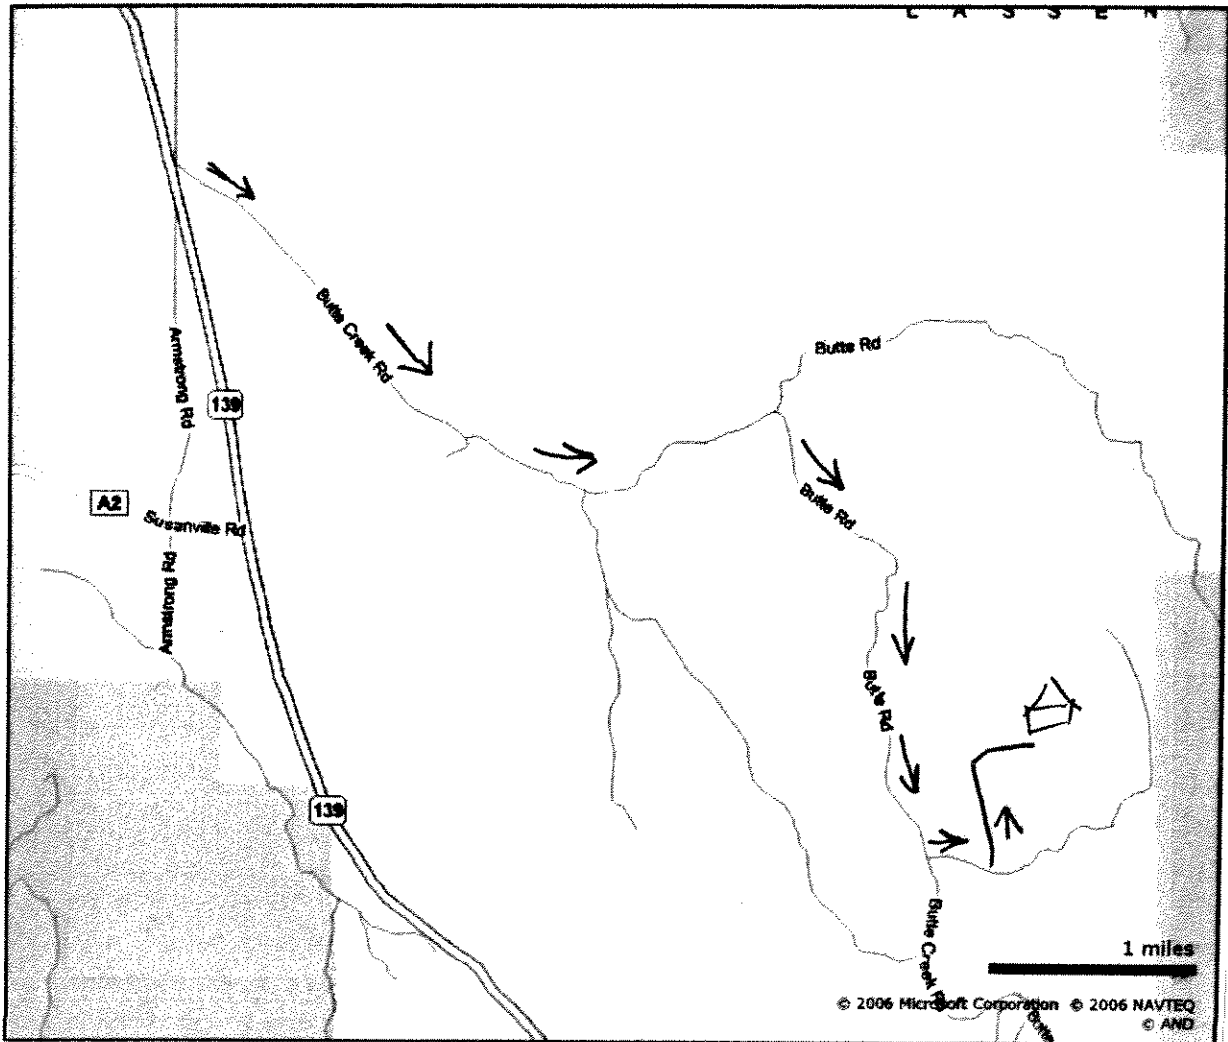 L A S S E N
Butte Creek Rd
Butte Rd
Armstrong Rd
139
A2
Susanville Rd
Butte Rd
Armstrong Rd
Butte Rd
139
Butte Creek
1 miles
© 2006 Microsoft Corporation © 2006 NAVTEQ
© AND